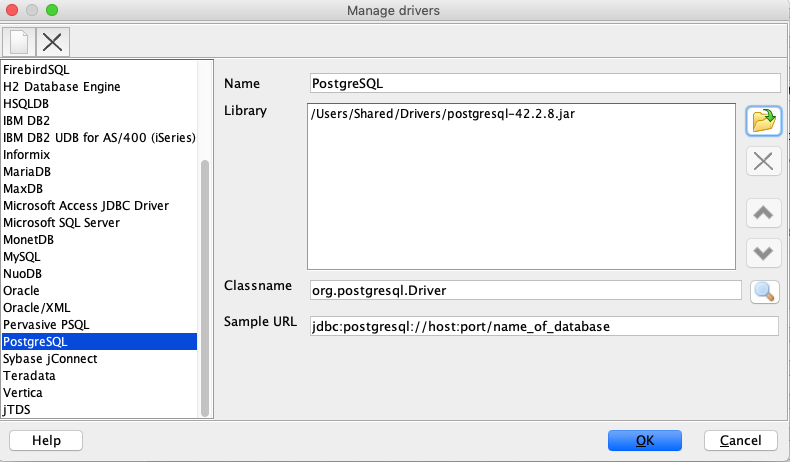 Manage drivers
FirebirdSQL
H2 Database Engine
HSQLDB
IBM DB2
IBM DB2 UDB for AS/400 (iSeries)
Informix
MariaDB
MaxDB
Microsoft Access JDBC Driver
Microsoft SQL Server
MonetDB
MySQL
NuoDB
Oracle
Oracle/XML
Pervasive PSQL
PostgreSQL
Sybase jConnect
Teradata
Vertica
jTDS
Name PostgreSQL
Library /Users/Shared/Drivers/postgresql-42.2.8.jar
Classname org.postgresql.Driver
Sample URL jdbc:postgresql://host:port/name_of_database
Help OK Cancel